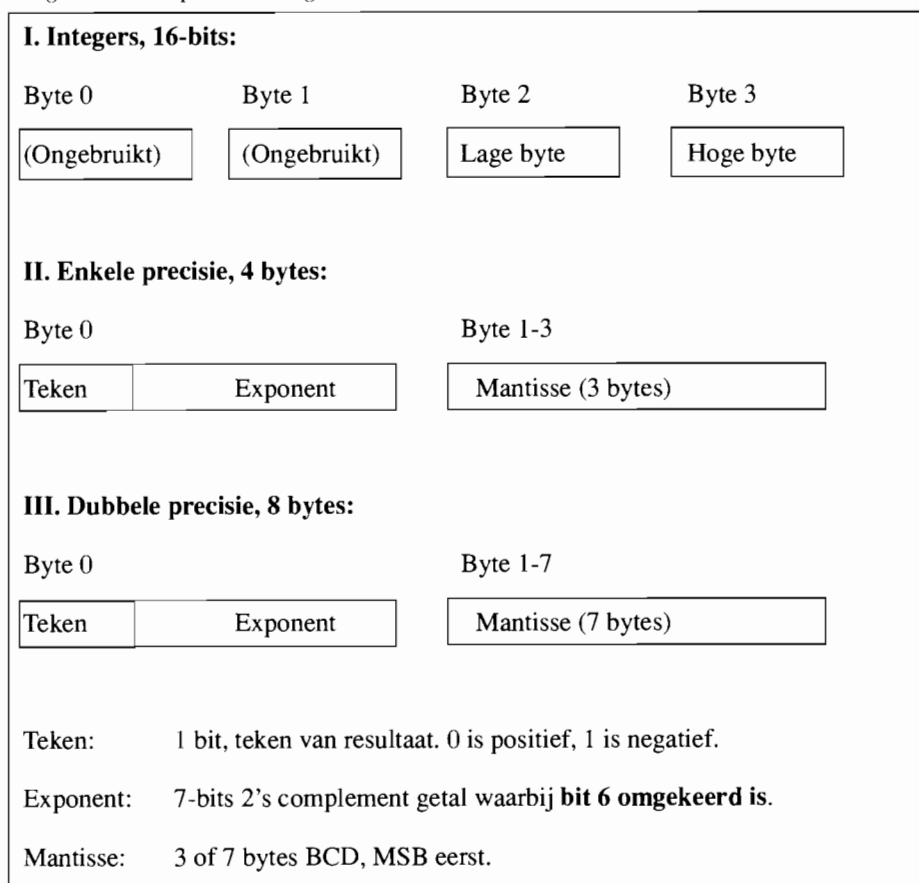 I. Integers, 16-bits:
Byte 0 Byte 1 Byte 2 Byte 3
(Ongebruikt) (Ongebruikt) Lage byte Hoge byte
II. Enkele precisie, 4 bytes:
Byte 0 Byte 1-3
Teken Exponent Mantisse (3 bytes)
III. Dubbele precisie, 8 bytes:
Byte 0 Byte 1-7
Teken Exponent Mantisse (7 bytes)
Teken: 1 bit, teken van resultaat. 0 is positief, 1 is negatief.
Exponent: 7-bits 2's complement getal waarbij bit 6 omgekeerd is.
Mantisse: 3 of 7 bytes BCD, MSB eerst.